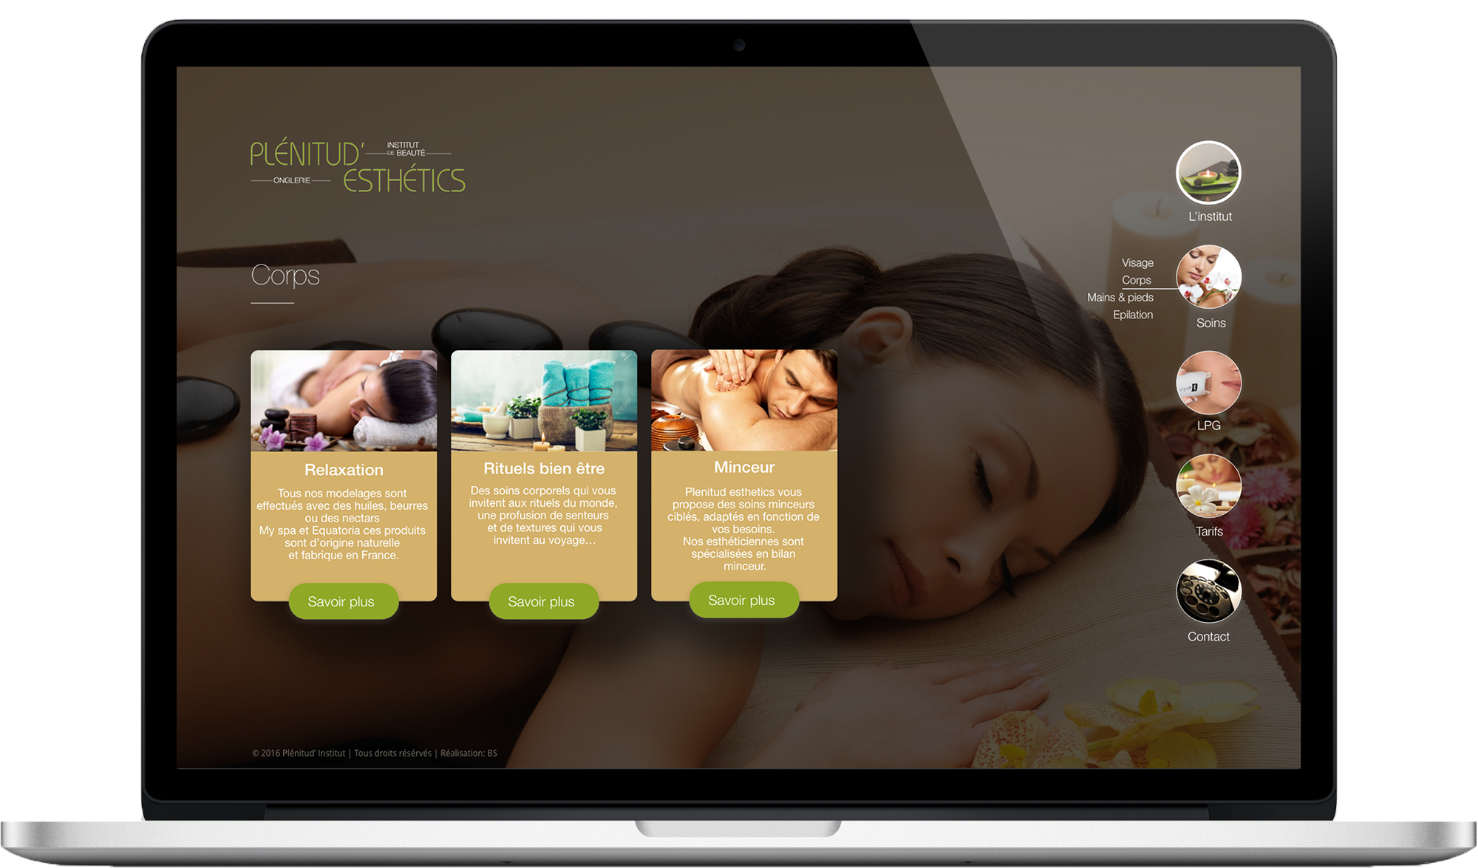 PLÉNITUD' INSTITUT DE BEAUTÉ
ONGLERIE ESTHÉTICS
Corps
Relaxation
Tous nos modelages sont
effectués avec des huiles, beurres
ou des nectars
My spa et Equatoria ces produits
sont d'origine naturelle
et fabrique en France.
Savoir plus
Rituels bien être
Des soins corporels qui vous
invitent aux rituels du monde,
une profusion de senteurs
et de textures qui vous
invitent au voyage...
Savoir plus
Minceur
Plenitud esthetics vous
propose des soins minceurs
ciblés, adaptés en fonction de
vos besoins.
Nos esthéticiennes sont
spécialisées en bilan
minceur.
Savoir plus
L'institut
Visage
Corps
Mains & pieds
Epilation
Soins
LPG
Tarifs
Contact
© 2016 Plénitud' Institut | Tous droits résérvés | Réalisation: BS